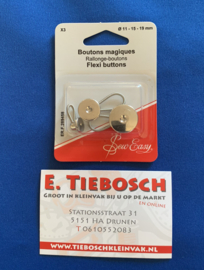 X3
Ø 11 - 15 - 19 mm
Boutons magiques
Rallonge-boutons
Flexi buttons
Sew Easy
E. TIEBOSCH
GROOT IN KLEINVAK BIJ U OP DE MARKT
EN ONLINE
STATIONSSTRAAT 31
5151 HA DRUNEN
T 0610552083
WWW.TIEBOSCHKLEINVAK.NL